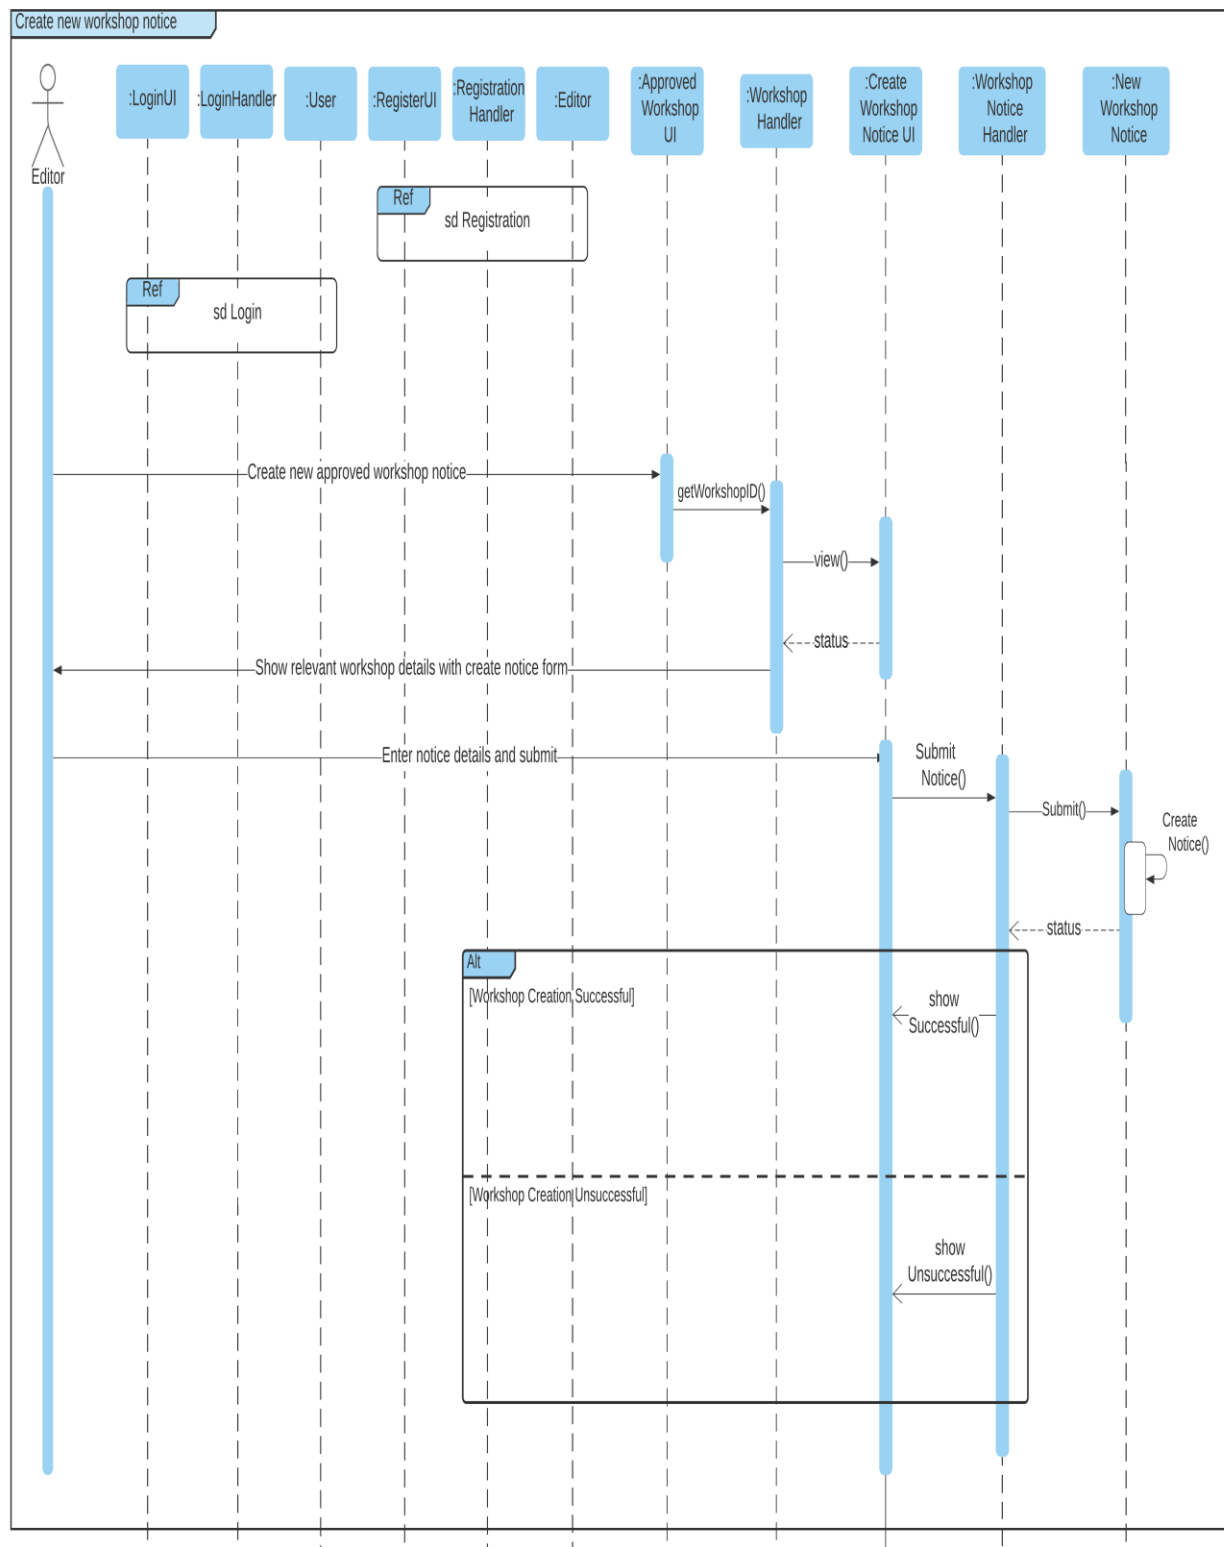 Create new workshop notice
Editor
:LoginUI
:LoginHandler
:User
:RegisterUI
:Registration
Handler
:Editor
:Approved
Workshop
UI
:Workshop
Handler
:Create
Workshop
Notice UI
:Workshop
Notice
Handler
:New
Workshop
Notice
Ref
sd Registration
Ref
sd Login
Create new approved workshop notice
getWorkshopID()
view()
status
Show relevant workshop details with create notice form
Enter notice details and submit
Submit
Notice()
Submit()
Create
Notice()
status
Alt
[Workshop Creation Successful]
show
Successful()
[Workshop Creation Unsuccessful]
show
Unsuccessful()